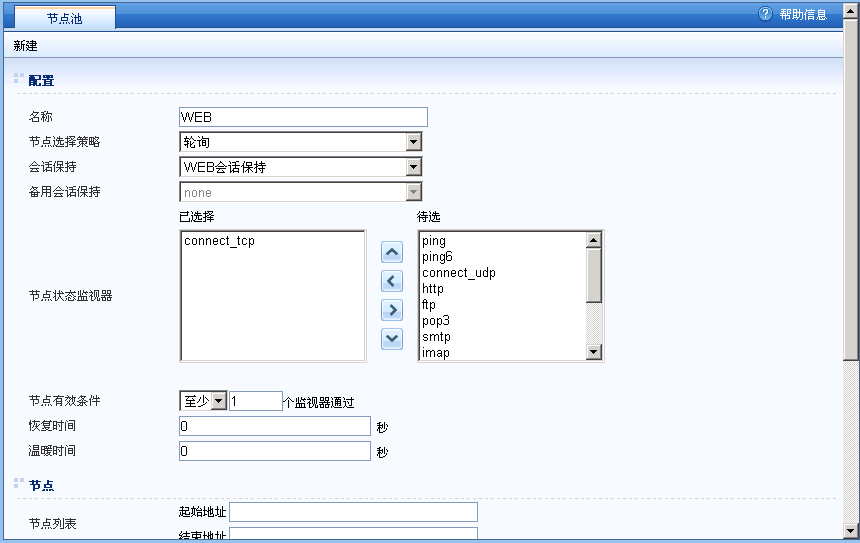 节点池
帮助信息
新建
配置
名称 WEB
节点选择策略 轮询
会话保持 WEB会话保持
备用会话保持 none
已选择 待选
节点状态监视器
connect_tcp
ping
ping6
connect_udp
http
ftp
pop3
smtp
imap
节点有效条件 至少 1 个监视器通过
恢复时间 0 秒
温暖时间 0 秒
节点
节点列表
起始地址
结束地址